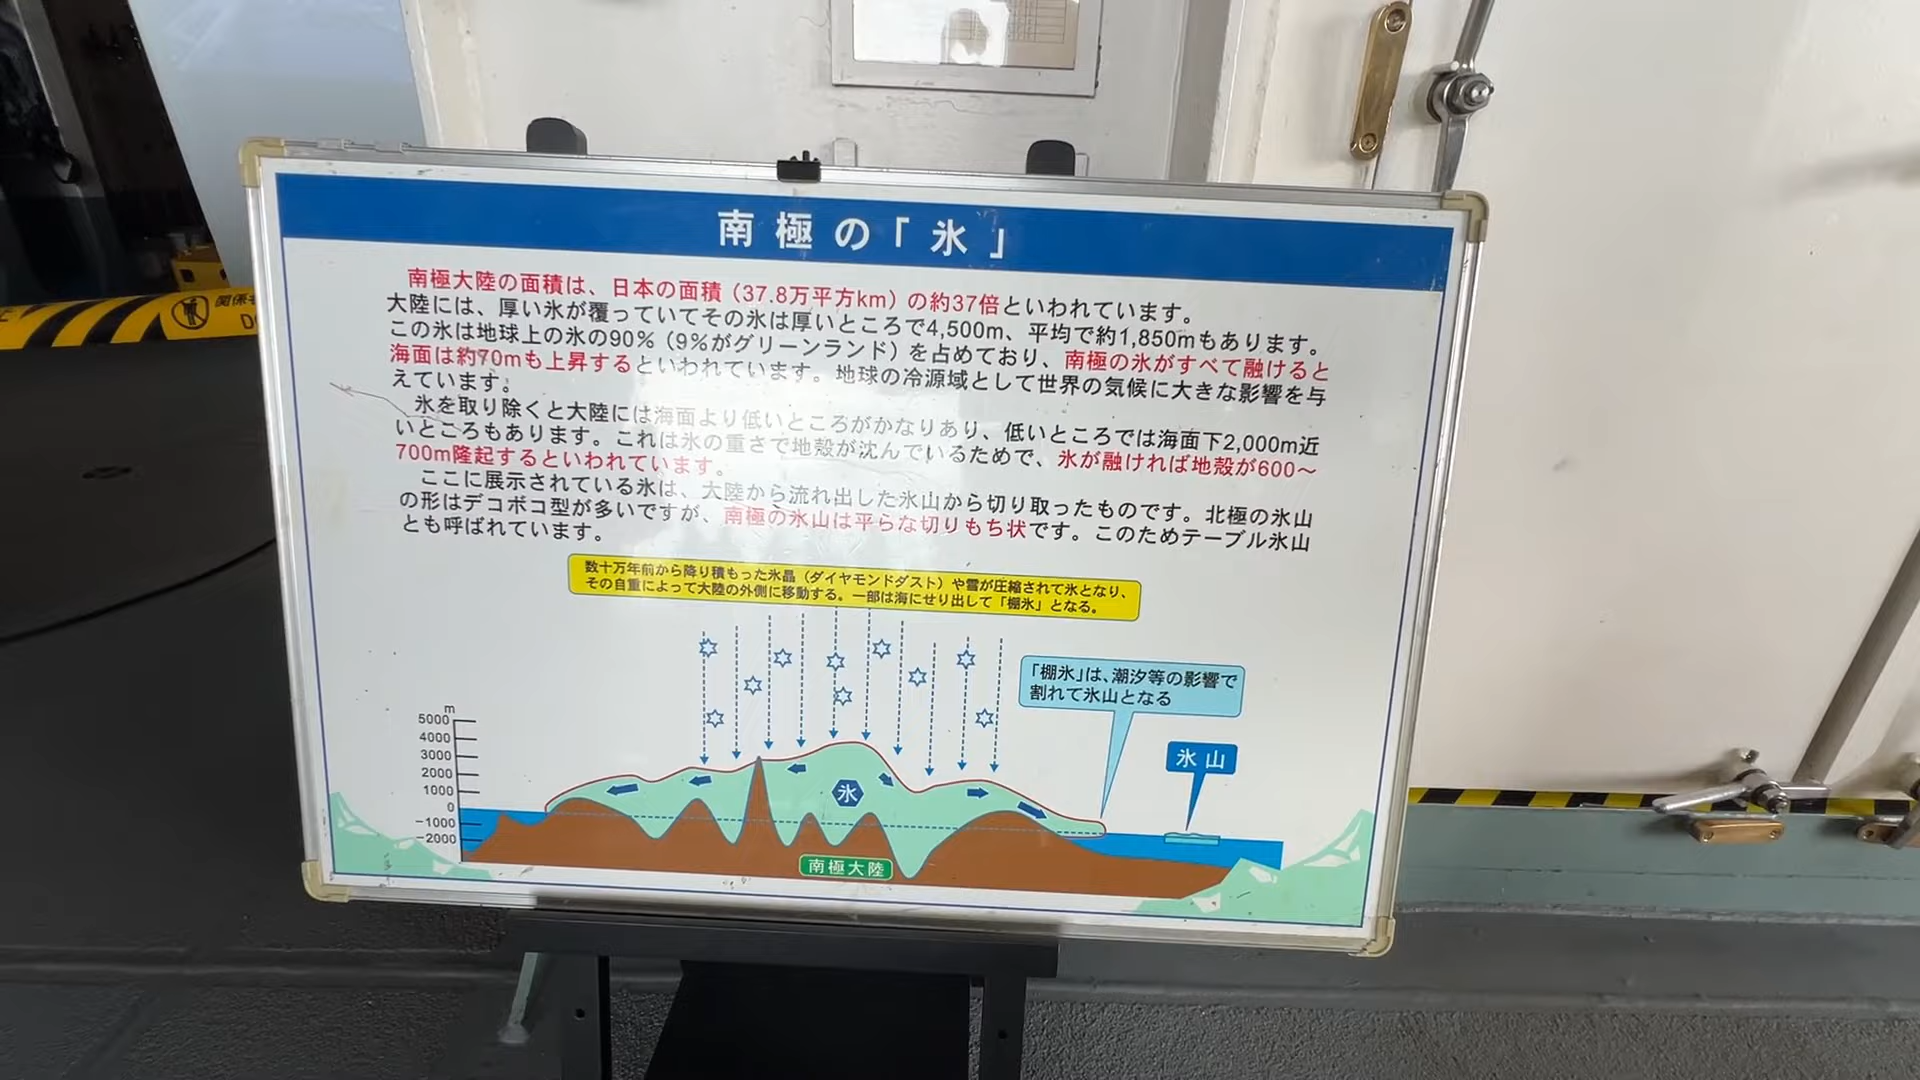 南極の「氷」
南極大陸の面積は、日本の面積（37.8万平方km）の約37倍といわれています。
大陸には、厚い氷が覆っていてその氷は厚いところで4,500m、平均で約1,850mもあります。
この氷は地球上の氷の90％（9％がグリーンランド）を占めており、南極の氷がすべて融けると
海面は約70mも上昇するといわれています。地球の冷源域として世界の気候に大きな影響を与
えています。
氷を取り除くと大陸には海面より低いところがかなりあり、低いところでは海面下2,000m近
いところもあります。これは氷の重さで地殻が沈んでいるためで、氷が融ければ地殻が600～
700m隆起するといわれています。
ここに展示されている氷は、大陸から流れ出した氷山から切り取ったものです。北極の氷山
の形はデコボコ型が多いですが、南極の氷山は平らな切りもち状です。このためテーブル氷山
とも呼ばれています。
数十万年前から降り積もった氷晶（ダイヤモンドダスト）や雪が圧縮されて氷となり、
その自重によって大陸の外側に移動する。一部は海にせり出して「棚氷」となる。
「棚氷」は、潮汐等の影響で
割れて氷山となる
氷山
m
5000
4000
3000
2000
1000
0
−1000
−2000
氷
南極大陸
関係者